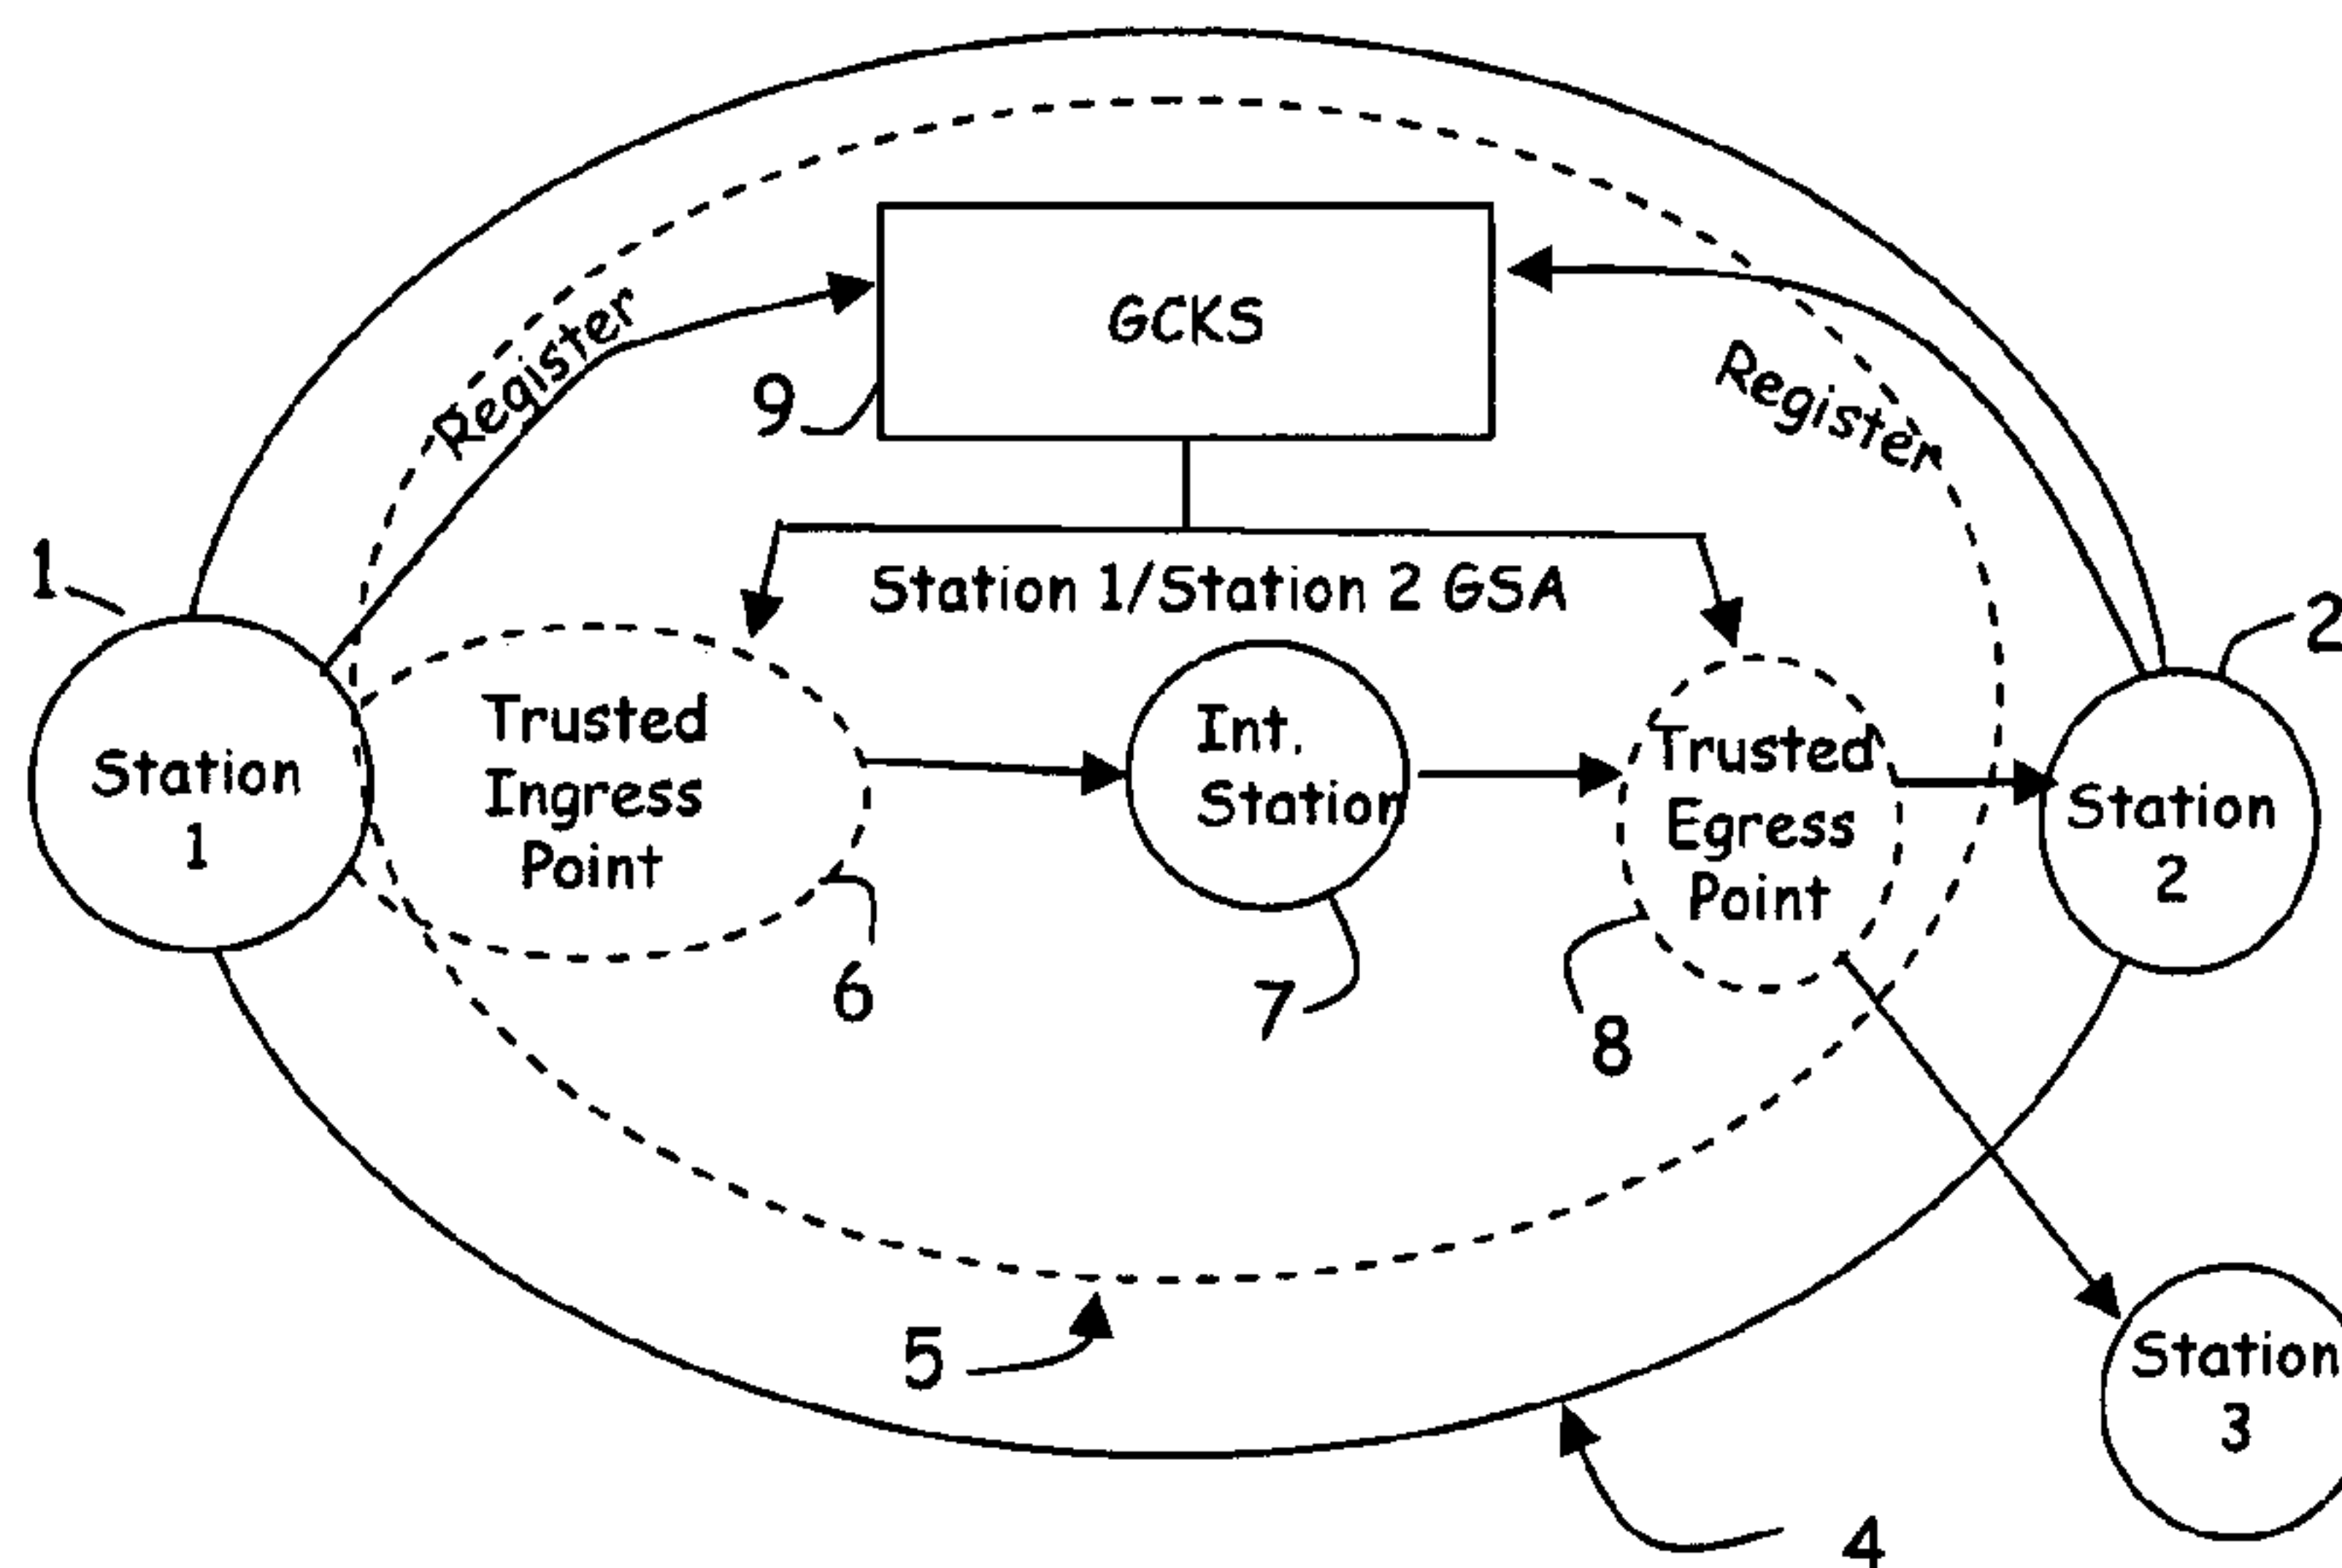 Register
GCKS
Register
9
1
Station 1/Station 2 GSA
2
Station
1
Trusted
Ingress
Point
Int.
Station
Trusted
Egress
Point
Station
2
6
7
8
5
Station
3
4